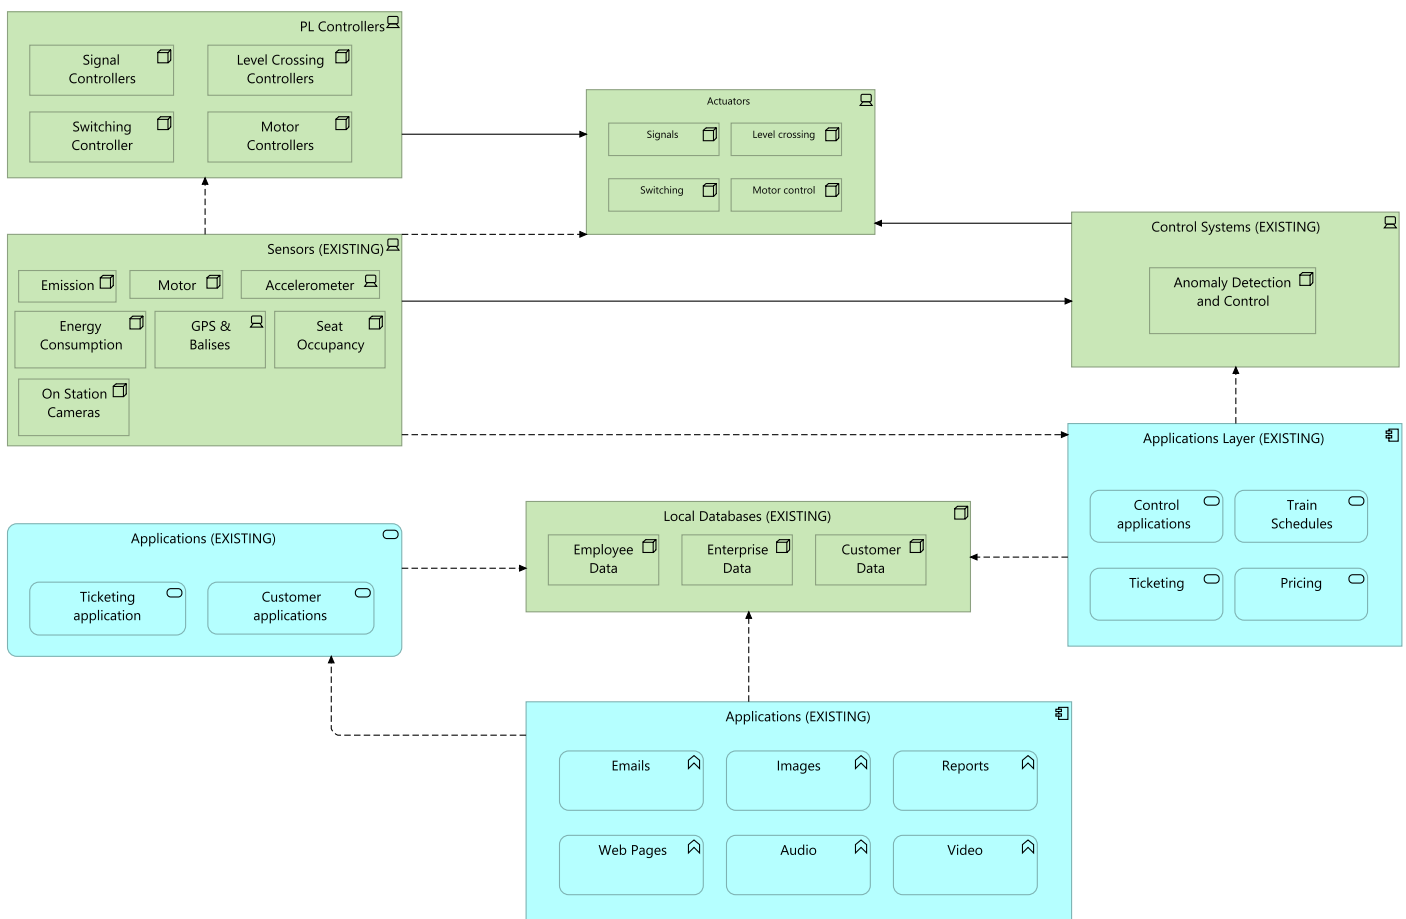 PL Controllers
Signal
Controllers
Level Crossing
Controllers
Switching
Controller
Motor
Controllers
Actuators
Signals
Level crossing
Switching
Motor control
Sensors (EXISTING)
Emission
Motor
Accelerometer
Energy
Consumption
GPS &
Balises
Seat
Occupancy
On Station
Cameras
Control Systems (EXISTING)
Anomaly Detection
and Control
Applications Layer (EXISTING)
Control
applications
Train
Schedules
Ticketing
Pricing
Local Databases (EXISTING)
Employee
Data
Enterprise
Data
Customer
Data
Applications (EXISTING)
Ticketing
application
Customer
applications
Applications (EXISTING)
Emails
Images
Reports
Web Pages
Audio
Video